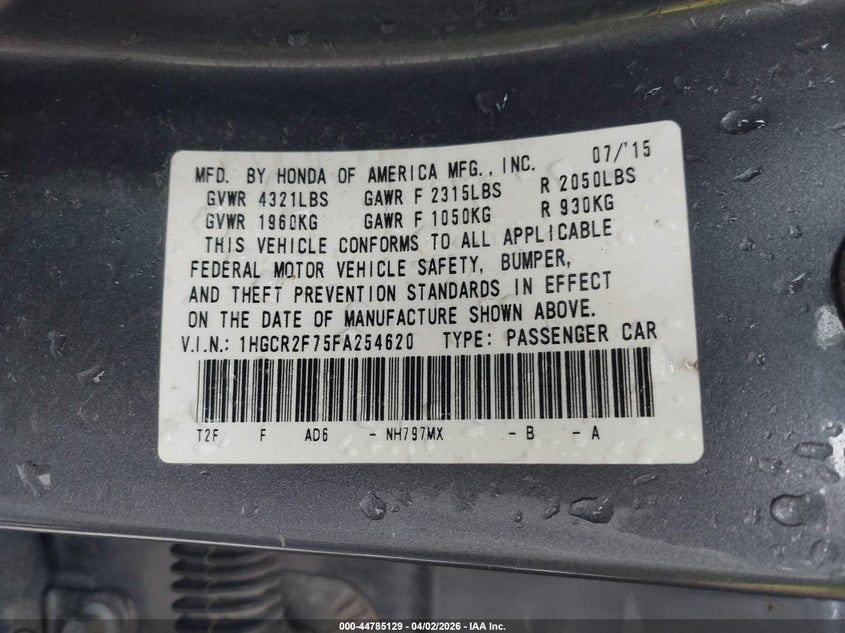 MFD. BY HONDA OF AMERICA MFG., INC. 07/'15
GVWR 4321LBS GAWR F 2315LBS R 2050LBS
GVWR 1960KG GAWR F 1050KG R 930KG
THIS VEHICLE CONFORMS TO ALL APPLICABLE
FEDERAL MOTOR VEHICLE SAFETY, BUMPER,
AND THEFT PREVENTION STANDARDS IN EFFECT
ON THE DATE OF MANUFACTURE SHOWN ABOVE.
V.I.N.: 1HGCR2F75FA254620 TYPE: PASSENGER CAR
T2F F AD6 - NH797MX - B - A
000-44785129 - 04/02/2026 - IAA Inc.